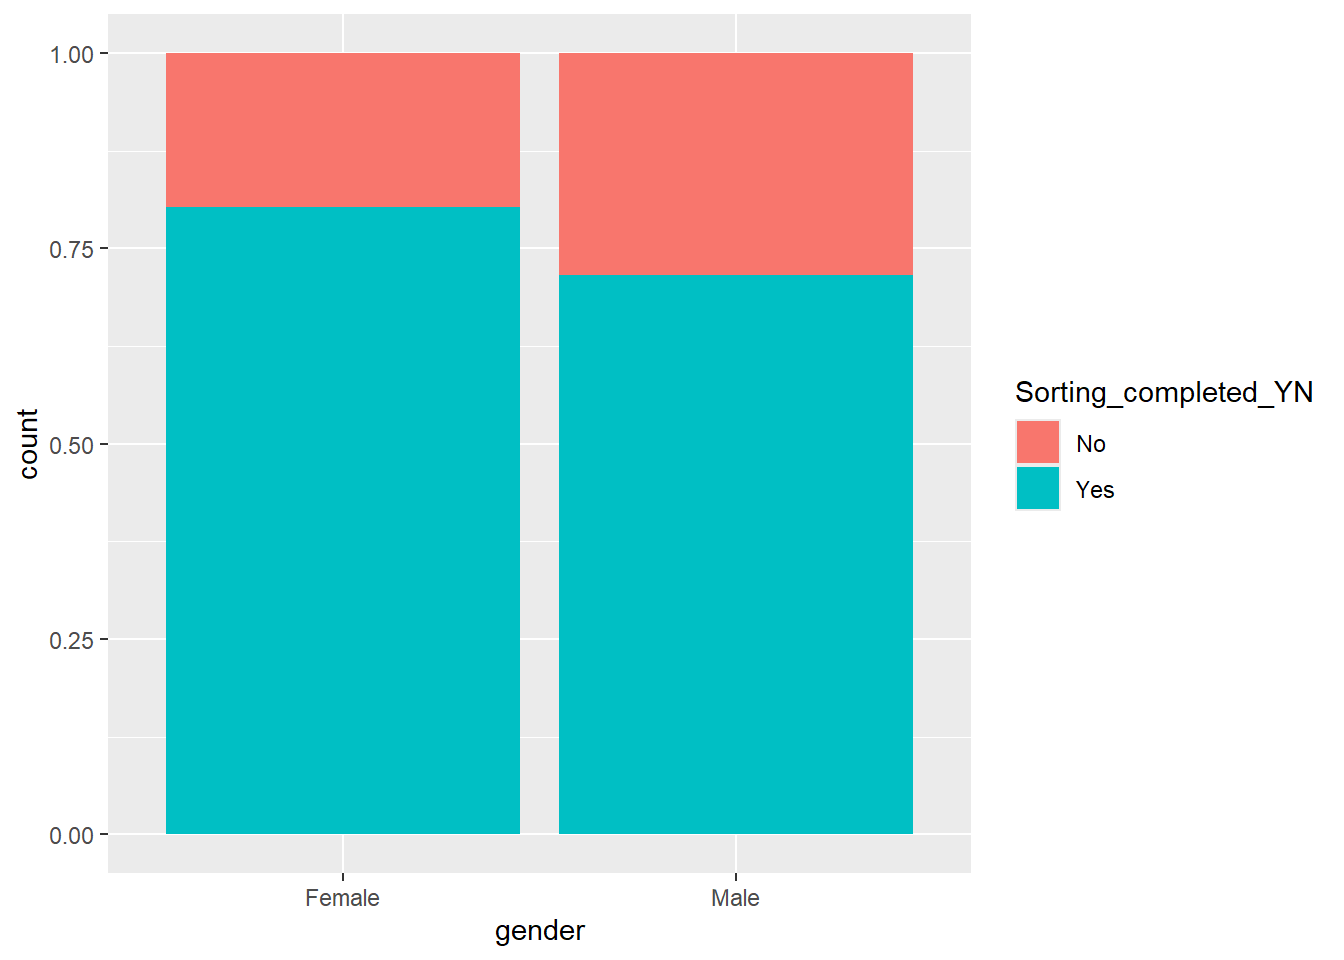 1.00
0.75
0.50
0.25
0.00
count
Female
Male
gender
Sorting_completed_YN
No
Yes